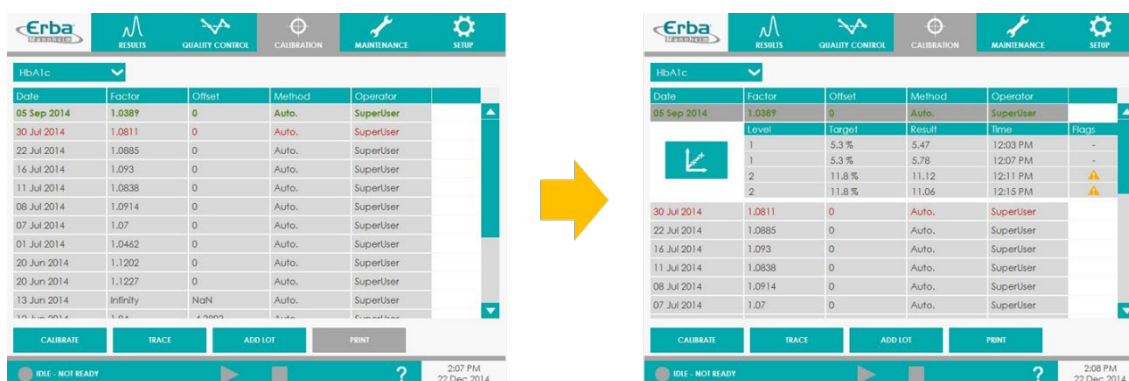 Erba
Mannheim
RESULTS QUALITY CONTROL CALIBRATION MAINTENANCE SETUP
HbA1c
Date Factor Offset Method Operator
05 Sep 2014 1.0389 0 Auto. SuperUser
30 Jul 2014 1.0811 0 Auto. SuperUser
22 Jul 2014 1.0885 0 Auto. SuperUser
16 Jul 2014 1.093 0 Auto. SuperUser
11 Jul 2014 1.0838 0 Auto. SuperUser
08 Jul 2014 1.0914 0 Auto. SuperUser
07 Jul 2014 1.07 0 Auto. SuperUser
01 Jul 2014 1.0462 0 Auto. SuperUser
20 Jun 2014 1.1202 0 Auto. SuperUser
20 Jun 2014 1.1227 0 Auto. SuperUser
13 Jun 2014 Infinity NaN Auto. SuperUser
CALIBRATE TRACE ADD LOT PRINT
IDLE - NOT READY ? 2:07 PM
22 Dec 2014
Erba
Mannheim
RESULTS QUALITY CONTROL CALIBRATION MAINTENANCE SETUP
HbA1c
Date Factor Offset Method Operator
05 Sep 2014 1.0389 0 Auto. SuperUser
Level Target Result Time Flags
1 5.3 % 5.47 12:03 PM -
1 5.3 % 5.78 12:07 PM -
2 11.8 % 11.12 12:11 PM
2 11.8 % 11.06 12:15 PM
30 Jul 2014 1.0811 0 Auto. SuperUser
22 Jul 2014 1.0885 0 Auto. SuperUser
16 Jul 2014 1.093 0 Auto. SuperUser
11 Jul 2014 1.0838 0 Auto. SuperUser
08 Jul 2014 1.0914 0 Auto. SuperUser
07 Jul 2014 1.07 0 Auto. SuperUser
CALIBRATE TRACE ADD LOT PRINT
IDLE - NOT READY ? 2:08 PM
22 Dec 2014